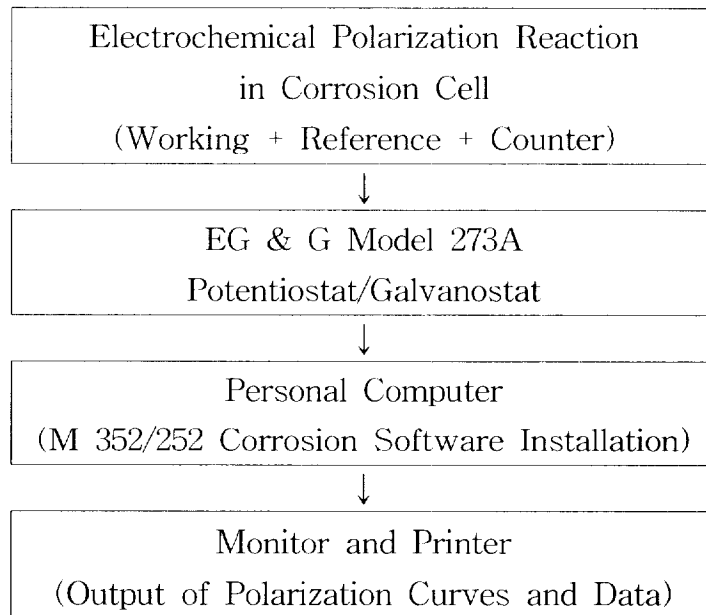 Electrochemical Polarization Reaction
in Corrosion Cell
(Working + Reference + Counter)
↓
EG & G Model 273A
Potentiostat/Galvanostat
↓
Personal Computer
(M 352/252 Corrosion Software Installation)
↓
Monitor and Printer
(Output of Polarization Curves and Data)